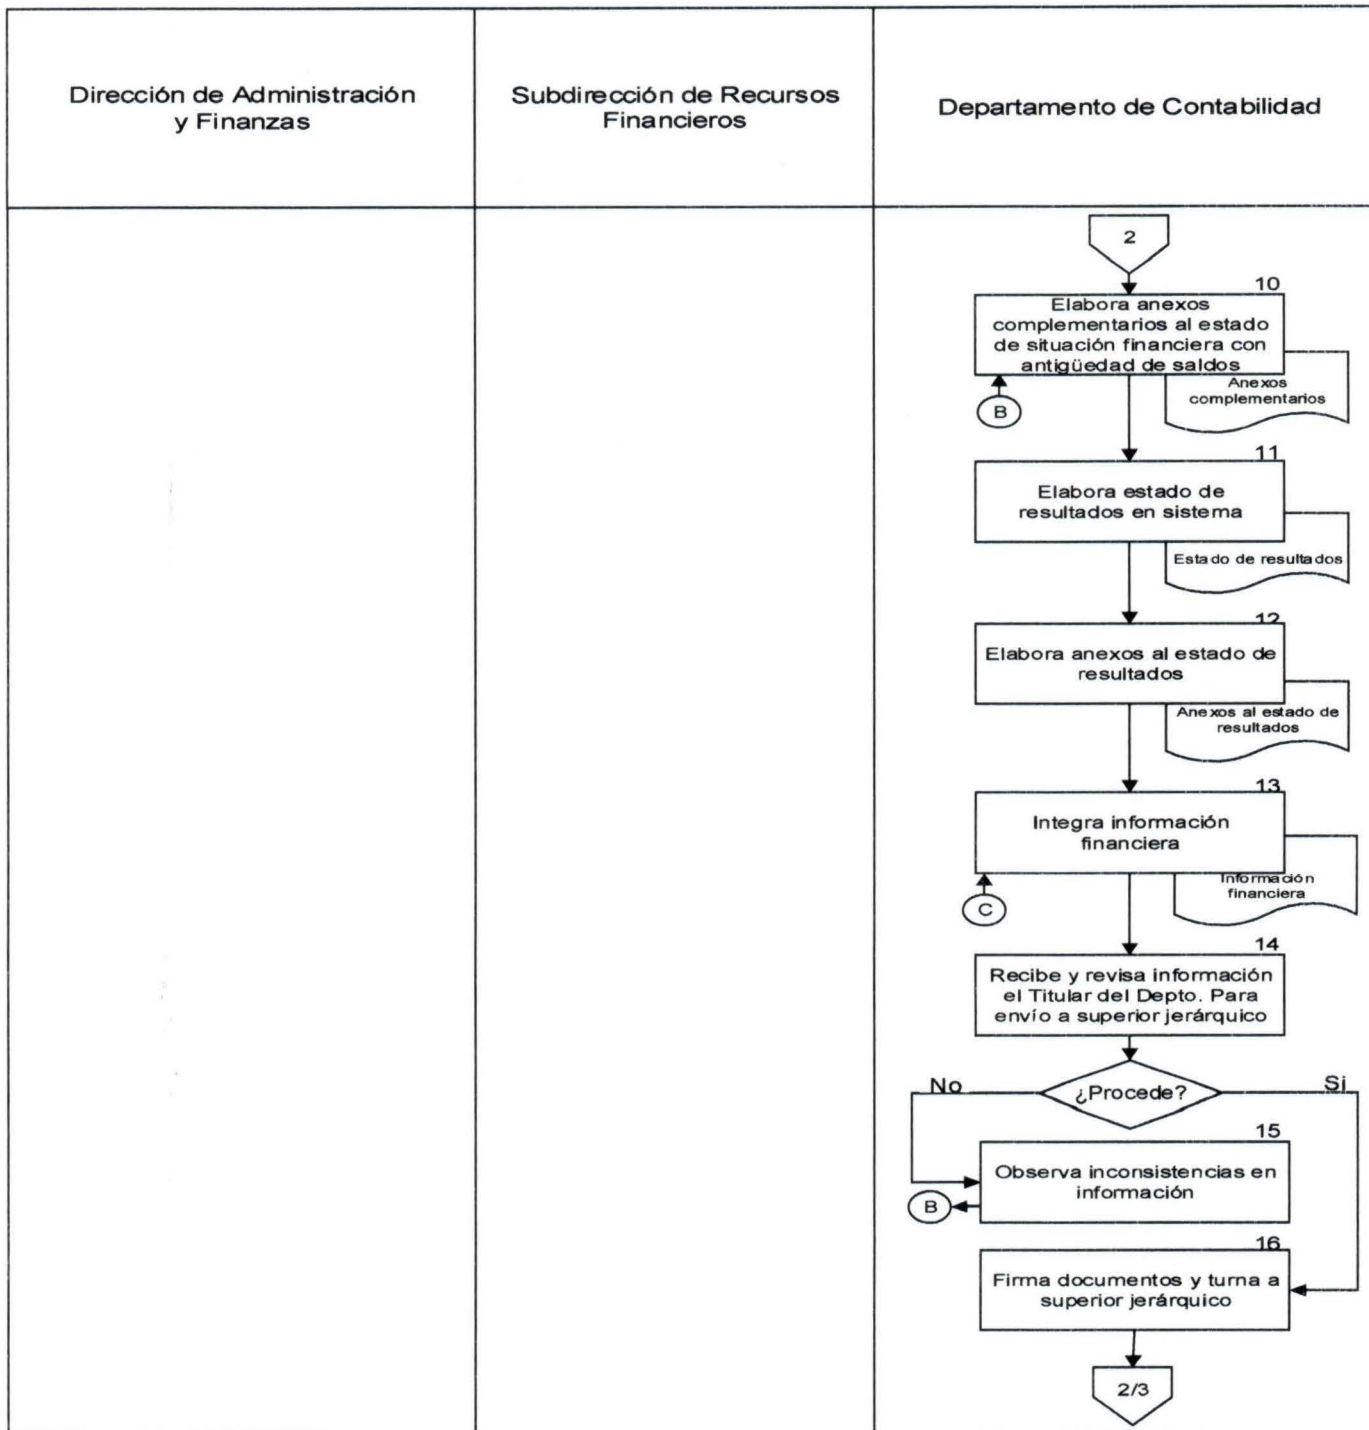 Dirección de Administración
y Finanzas
Subdirección de Recursos
Financieros
Departamento de Contabilidad
2
10
Elabora anexos
complementarios al estado
de situación financiera con
antigüedad de saldos
Anexos
complementarios
B
11
Elabora estado de
resultados en sistema
Estado de resultados
12
Elabora anexos al estado de
resultados
Anexos al estado de
resultados
13
Integra información
financiera
Información
financiera
C
14
Recibe y revisa información
el Titular del Depto. Para
envío a superior jerárquico
No
¿Procede?
Si
15
Observa inconsistencias en
información
B
16
Firma documentos y turna a
superior jerárquico
2/3